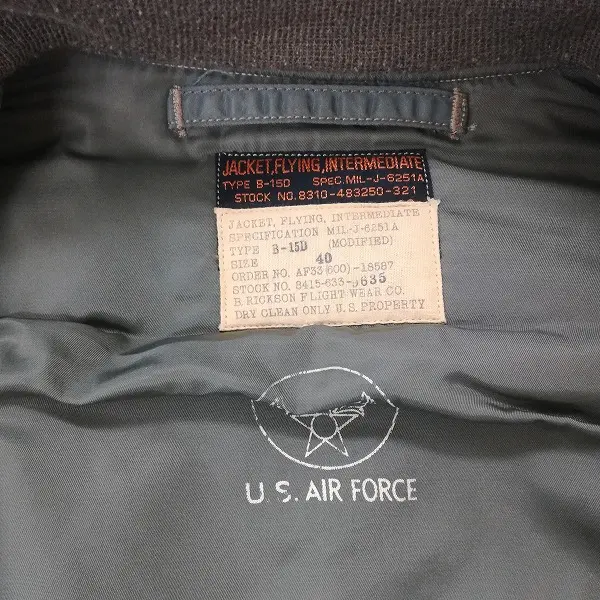 JACKET, FLYING, INTERMEDIATE
TYPE B-15D SPEC. MIL-J-6251A
STOCK NO. 8310-483250-321
JACKET, FLYING, INTERMEDIATE
SPECIFICATION MIL-J-6251A
TYPE B-15D (MODIFIED)
SIZE 40
ORDER NO. AF33(600)-18587
STOCK NO. 8415-633-9635
B. RICKSON FLIGHT WEAR CO.
DRY CLEAN ONLY U.S. PROPERTY
U.S. AIR FORCE